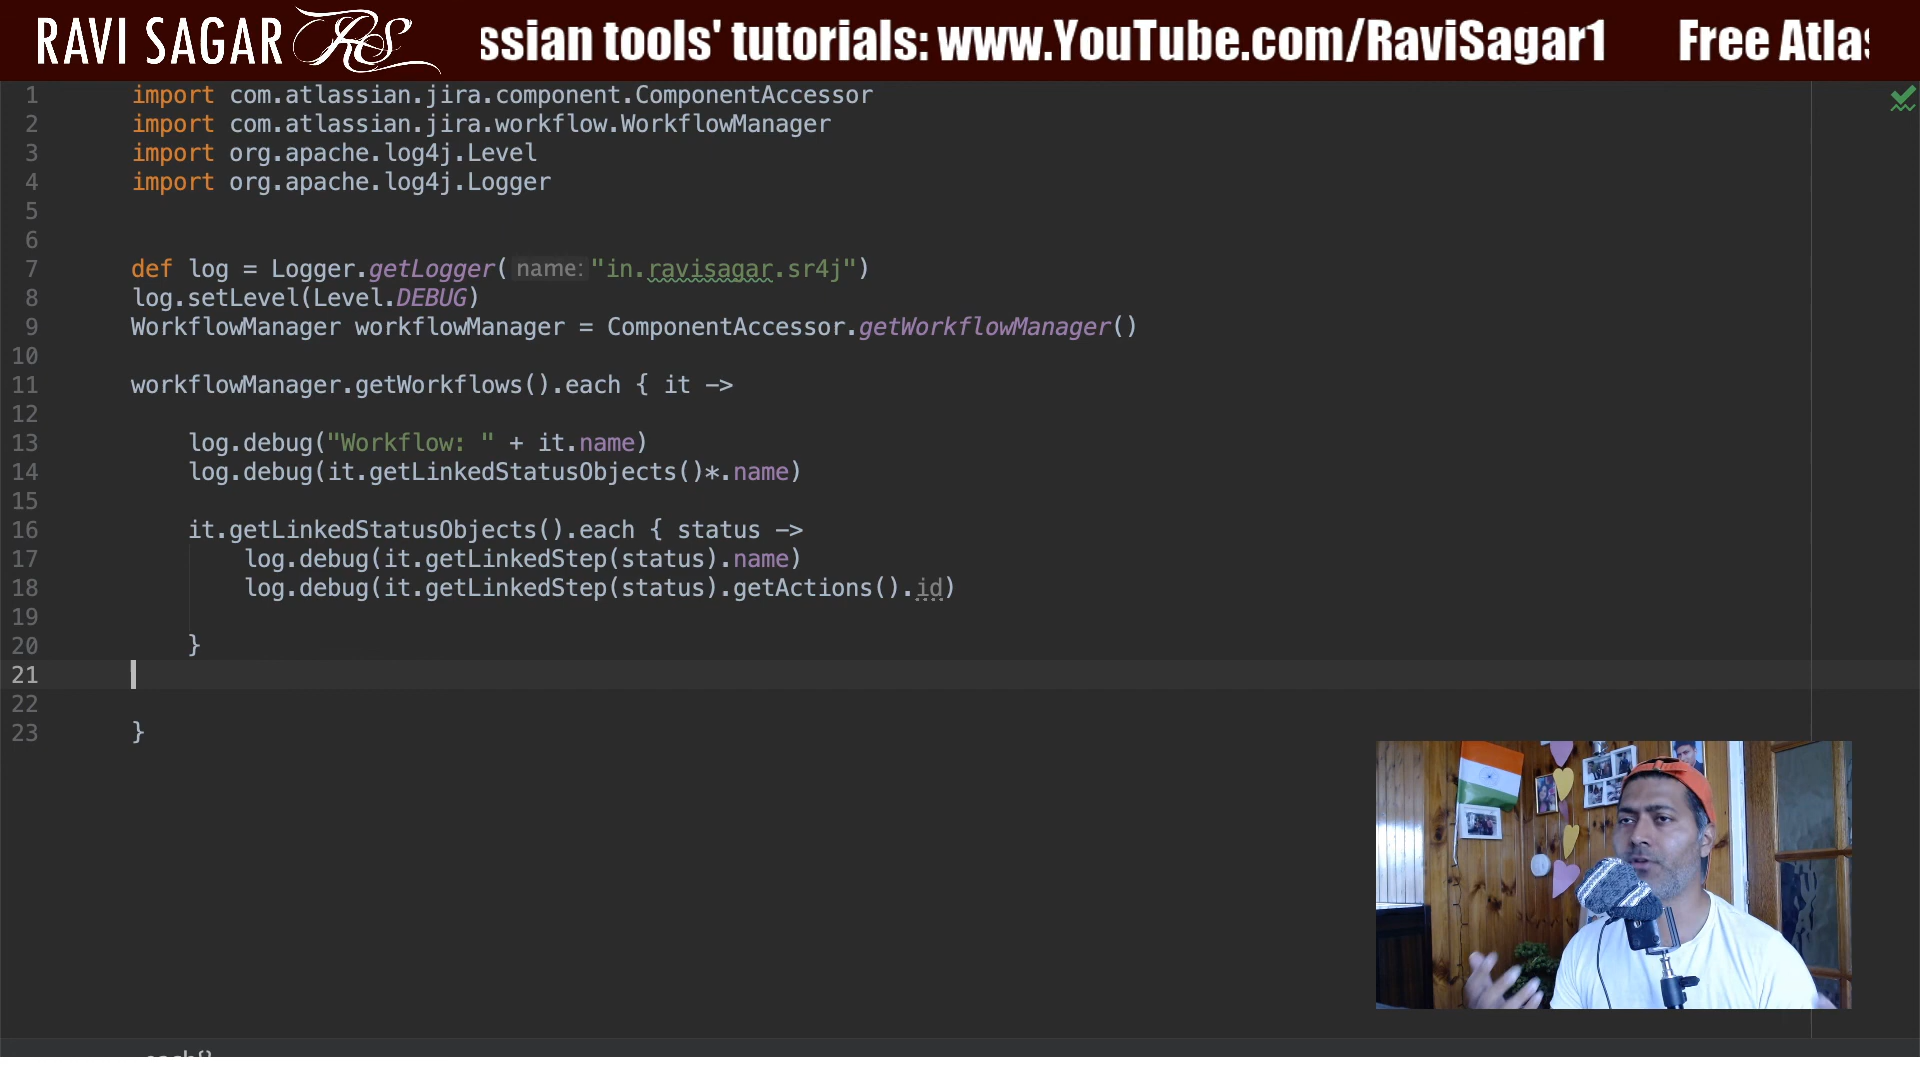 RAVI SAGAR RS ssian tools' tutorials: www.YouTube.com/RaviSagar1 Free Atlas
1 import com.atlassian.jira.component.ComponentAccessor
2 import com.atlassian.jira.workflow.WorkflowManager
3 import org.apache.log4j.Level
4 import org.apache.log4j.Logger
5
6
7 def log = Logger.getLogger( name: "in.ravisagar.sr4j")
8 log.setLevel(Level.DEBUG)
9 WorkflowManager workflowManager = ComponentAccessor.getWorkflowManager()
10
11 workflowManager.getWorkflows().each { it ->
12
13 log.debug("Workflow: " + it.name)
14 log.debug(it.getLinkedStatusObjects()*.name)
15
16 it.getLinkedStatusObjects().each { status ->
17 log.debug(it.getLinkedStep(status).name)
18 log.debug(it.getLinkedStep(status).getActions().id)
19
20 }
21
22
23 }